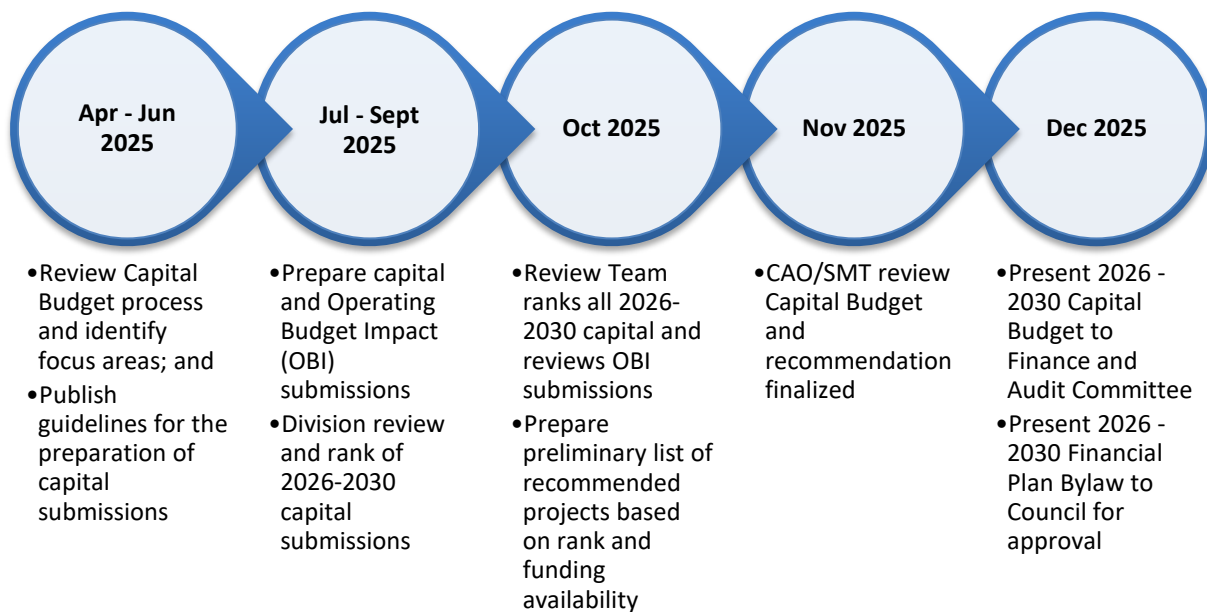 Apr - Jun
2025
Jul - Sept
2025
Oct 2025
Nov 2025
Dec 2025
•Review Capital
Budget process
and identify
focus areas; and
•Publish
guidelines for the
preparation of
capital
submissions
•Prepare capital
and Operating
Budget Impact
(OBI)
submissions
•Division review
and rank of
2026-2030
capital
submissions
•Review Team
ranks all 2026-
2030 capital and
reviews OBI
submissions
•Prepare
preliminary list of
recommended
projects based
on rank and
funding
availability
•CAO/SMT review
Capital Budget
and
recommendation
finalized
•Present 2026 -
2030 Capital
Budget to
Finance and
Audit Committee
•Present 2026 -
2030 Financial
Plan Bylaw to
Council for
approval